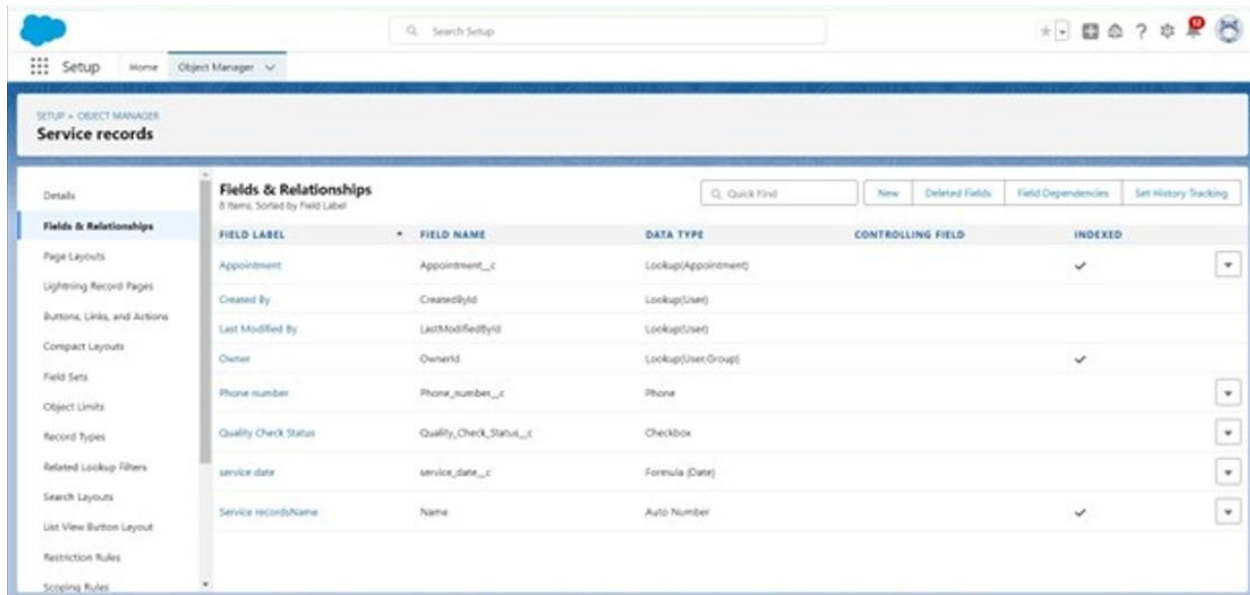 Search Setup
12
Setup Home Object Manager
SETUP > OBJECT MANAGER
Service records
Details
Fields & Relationships
Page Layouts
Lightning Record Pages
Buttons, Links, and Actions
Compact Layouts
Field Sets
Object Limits
Record Types
Related Lookup Filters
Search Layouts
List View Button Layout
Restriction Rules
Scoping Rules
Fields & Relationships
8 Items, Sorted by Field Label
Quick Find New Deleted Fields Field Dependencies Set History Tracking
FIELD LABEL FIELD NAME DATA TYPE CONTROLLING FIELD INDEXED
Appointment Appointment__c Lookup(Appointment)
Created By CreatedById Lookup(User)
Last Modified By LastModifiedById Lookup(User)
Owner OwnerId Lookup(User,Group)
Phone number Phone_number__c Phone
Quality Check Status Quality_Check_Status__c Checkbox
service date service_date__c Formula (Date)
Service recordsName Name Auto Number